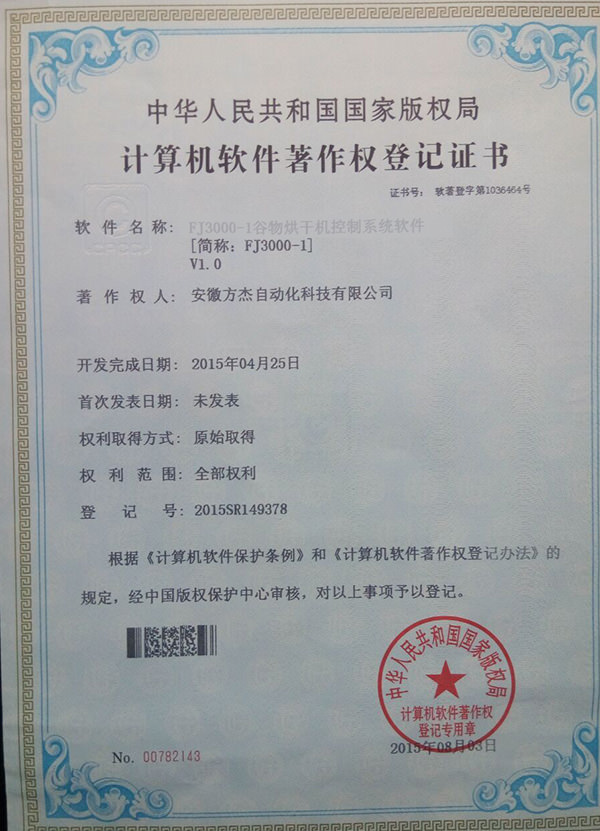 中华人民共和国国家版权局
计算机软件著作权登记证书
证书号： 软著登字第1036464号
软件名称： FJ3000-1谷物烘干机控制系统软件
[简称：FJ3000-1]
V1.0
著作权人： 安徽方杰自动化科技有限公司
开发完成日期： 2015年04月25日
首次发表日期： 未发表
权利取得方式： 原始取得
权利范围： 全部权利
登记号： 2015SR149378
根据《计算机软件保护条例》和《计算机软件著作权登记办法》的
规定，经中国版权保护中心审核，对以上事项予以登记。
中华人民共和国国家版权局
计算机软件著作权
登记专用章
2015年08月03日
No. 00782143